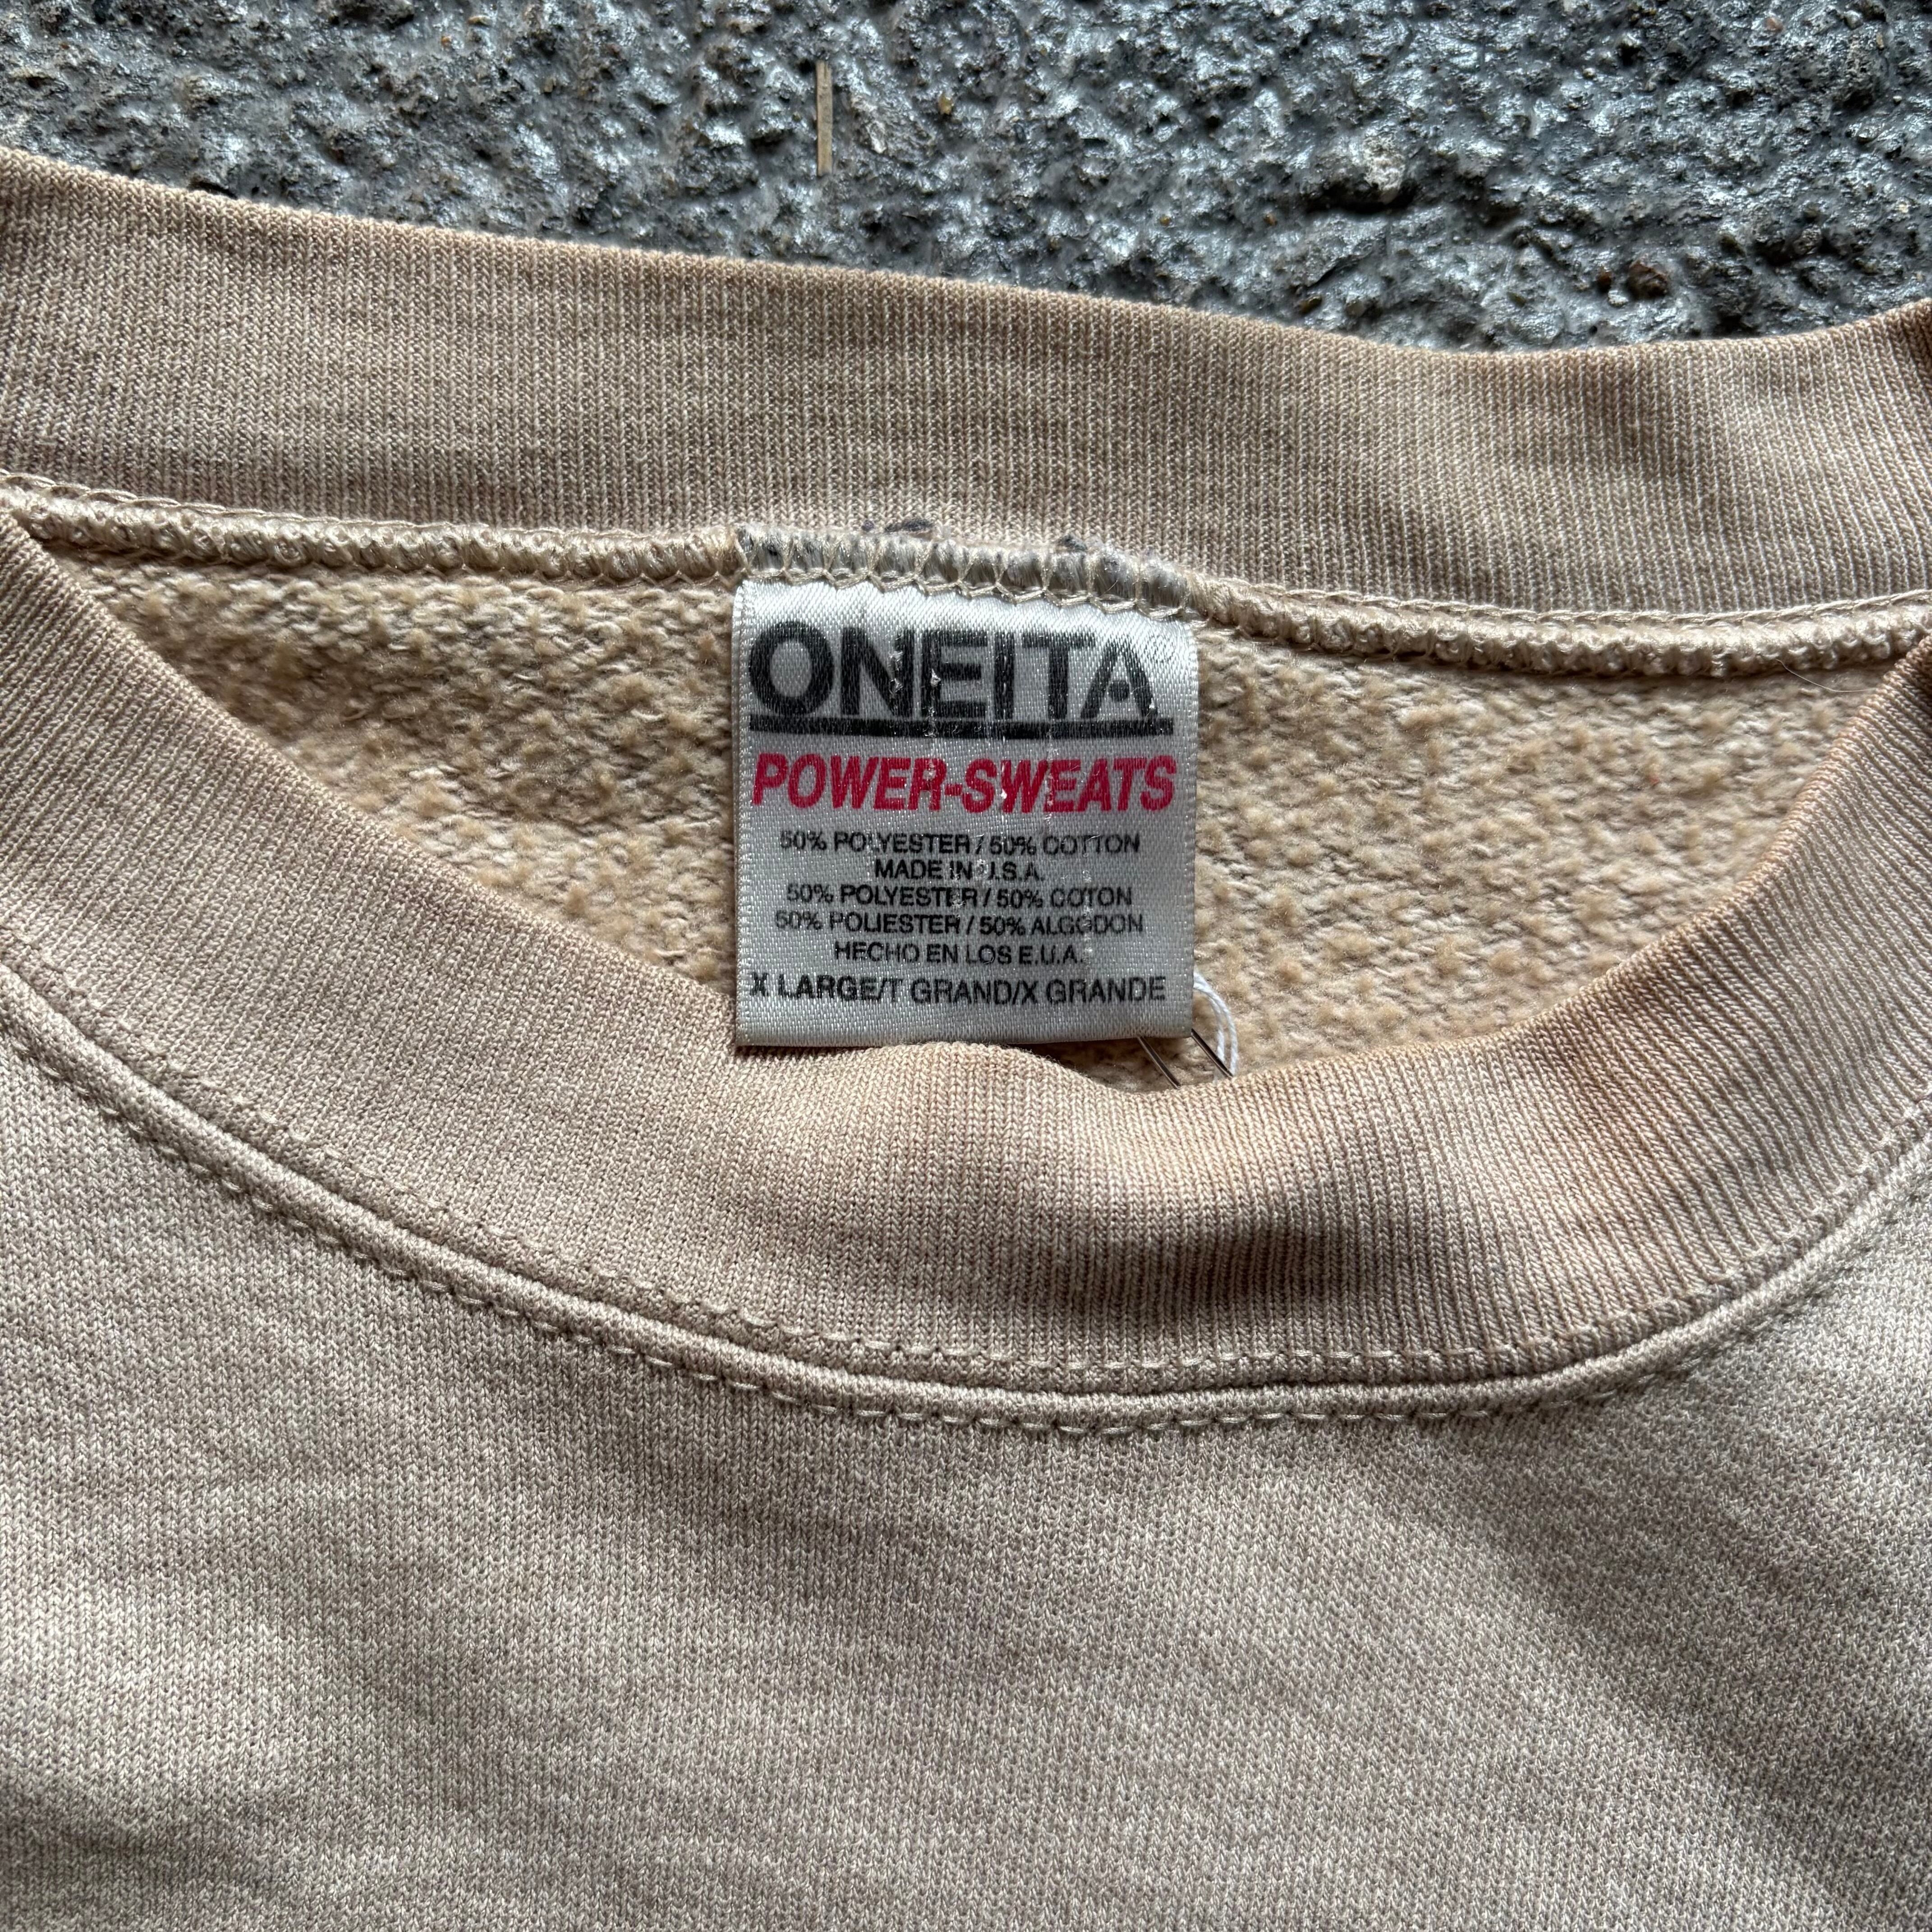 ONEITA®
POWER-SWEATS
50% POLYESTER / 50% COTTON
MADE IN U.S.A.
50% POLYESTER / 50% COTON
50% POLIESTER / 50% ALGODON
HECHO EN LOS E.U.A.
X LARGE/T GRAND/X GRANDE